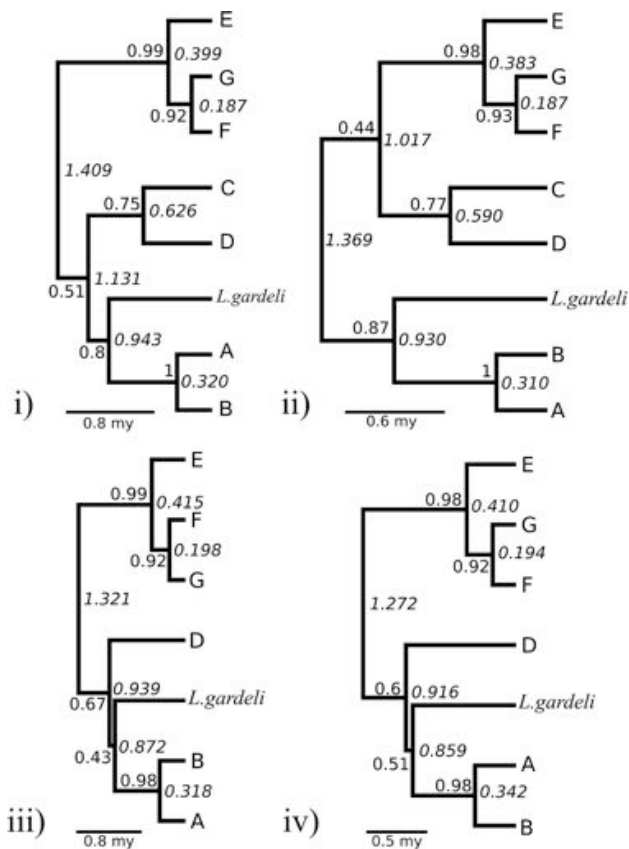 E
0.99
0.399
G
0.187
0.92
F
1.409
C
0.75
0.626
D
1.131
0.51
L.gardeli
0.943
0.8
A
1
0.320
B
i)
0.8 my
E
0.98
0.383
G
0.187
0.93
F
0.44
1.017
C
0.77
0.590
D
1.369
L.gardeli
0.87
0.930
B
1
0.310
A
ii)
0.6 my
E
0.99
0.415
F
0.198
0.92
G
1.321
D
0.939
0.67
L.gardeli
0.872
0.43
B
0.98
0.318
A
iii)
0.8 my
E
0.98
0.410
G
0.194
0.92
F
1.272
D
0.6
0.916
L.gardeli
0.859
0.51
A
0.98
0.342
B
iv)
0.5 my